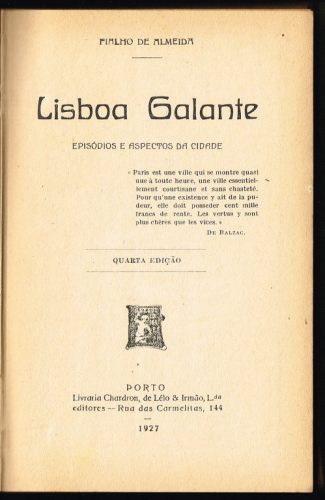 FIALHO DE ALMEIDA
Lisboa Galante
EPISÓDIOS E ASPECTOS DA CIDADE
« Paris est une ville qui se montre quasi
nue à toute heure, une ville essentiel-
lement courtisane et sans chasteté.
Pour qu'une existence y ait de la pu-
deur, elle doit posseder cent mille
francs de rente. Les vertus y sont
plus chères que les vices. »
DE BALZAC.
QUARTA EDIÇÃO
PORTO
Livraria Chardron, de Lélo & Irmão, L.da
editores — Rua das Carmelitas, 144
1927